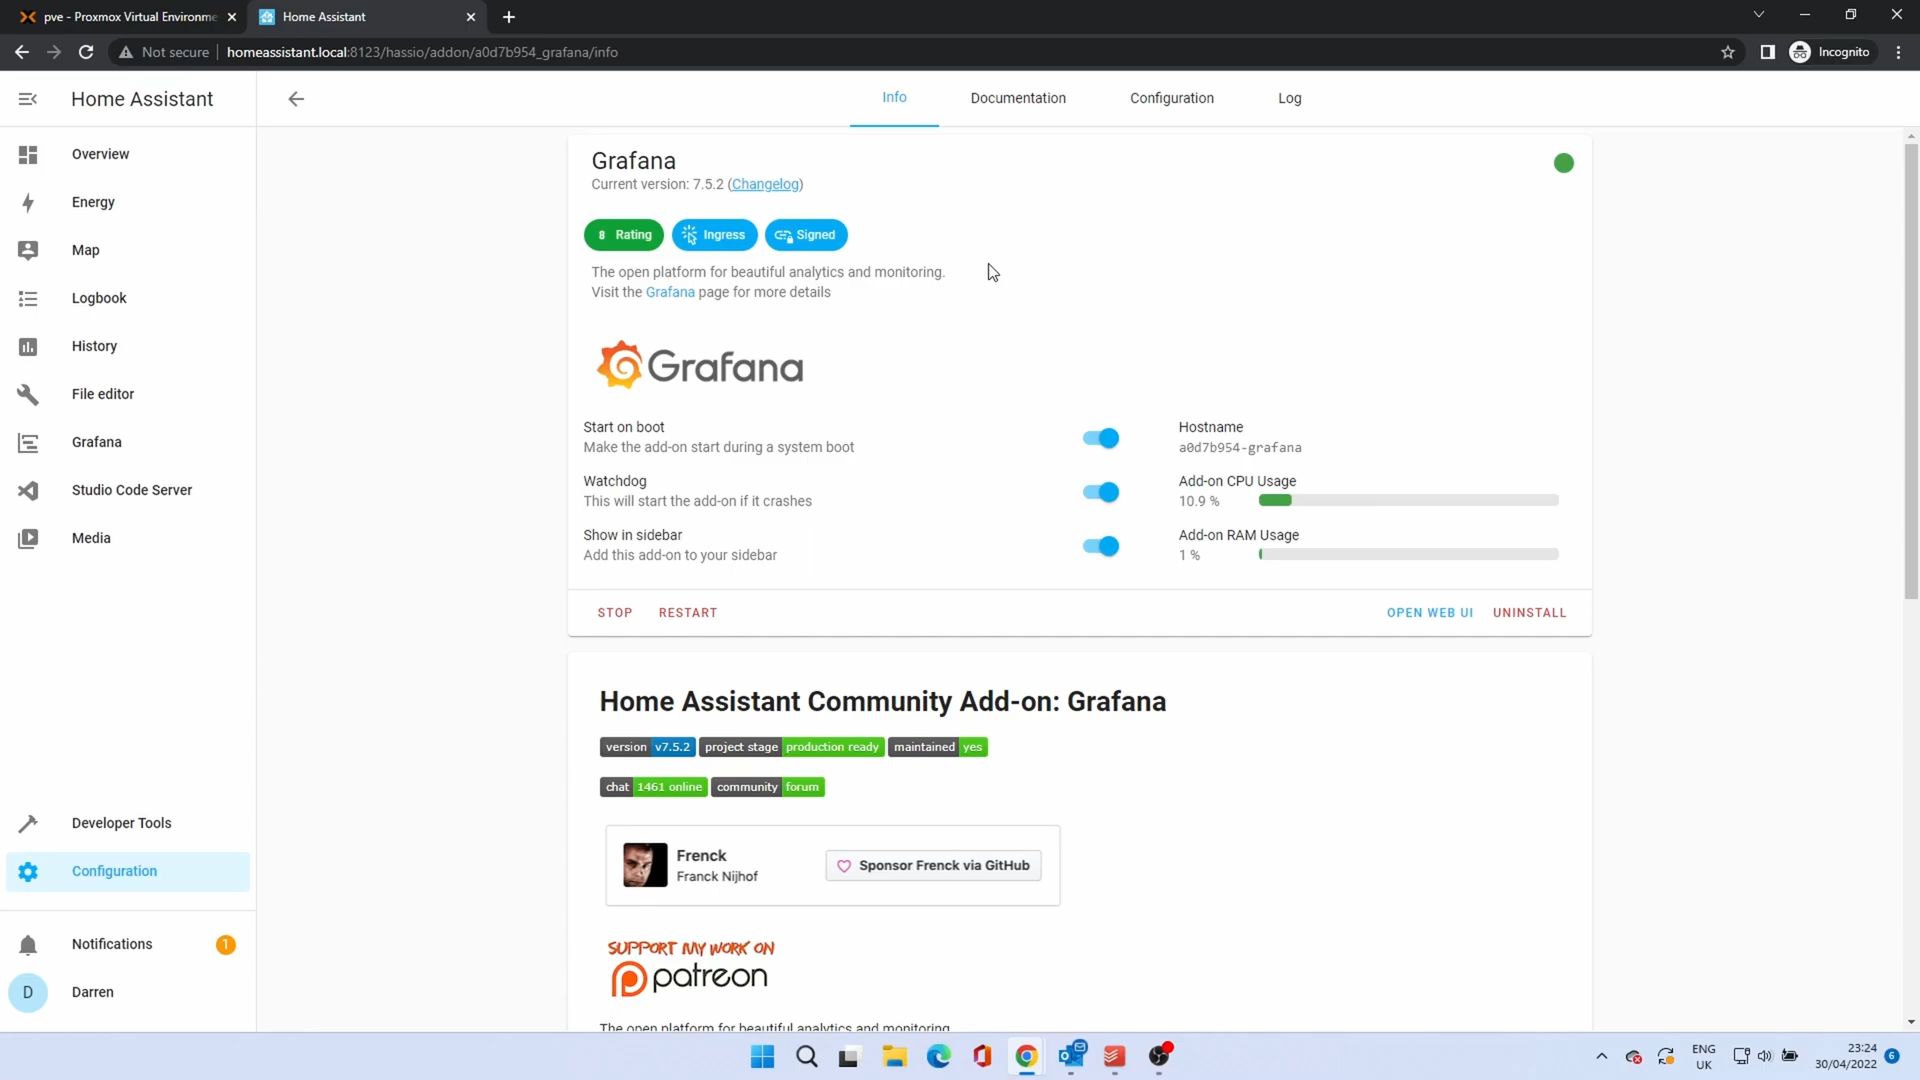 pve - Proxmox Virtual Environme
Home Assistant
Not secure
homeassistant.local:8123/hassio/addon/a0d7b954_grafana/info
Incognito
Home Assistant
Info
Documentation
Configuration
Log
Overview
Energy
Map
Logbook
History
File editor
Grafana
Studio Code Server
Media
Developer Tools
Configuration
Notifications
1
D
Darren
Grafana
Current version: 7.5.2 (Changelog)
8 Rating
Ingress
Signed
The open platform for beautiful analytics and monitoring.
Visit the Grafana page for more details
Grafana
Start on boot
Make the add-on start during a system boot
Watchdog
This will start the add-on if it crashes
Show in sidebar
Add this add-on to your sidebar
Hostname
a0d7b954-grafana
Add-on CPU Usage
10.9 %
Add-on RAM Usage
1 %
STOP
RESTART
OPEN WEB UI
UNINSTALL
Home Assistant Community Add-on: Grafana
version v7.5.2 project stage production ready maintained yes
chat 1461 online community forum
Frenck
Franck Nijhof
Sponsor Frenck via GitHub
SUPPORT MY WORK ON
patreon
The open platform for beautiful analytics and monitoring
ENG
UK
23:24
30/04/2022
6